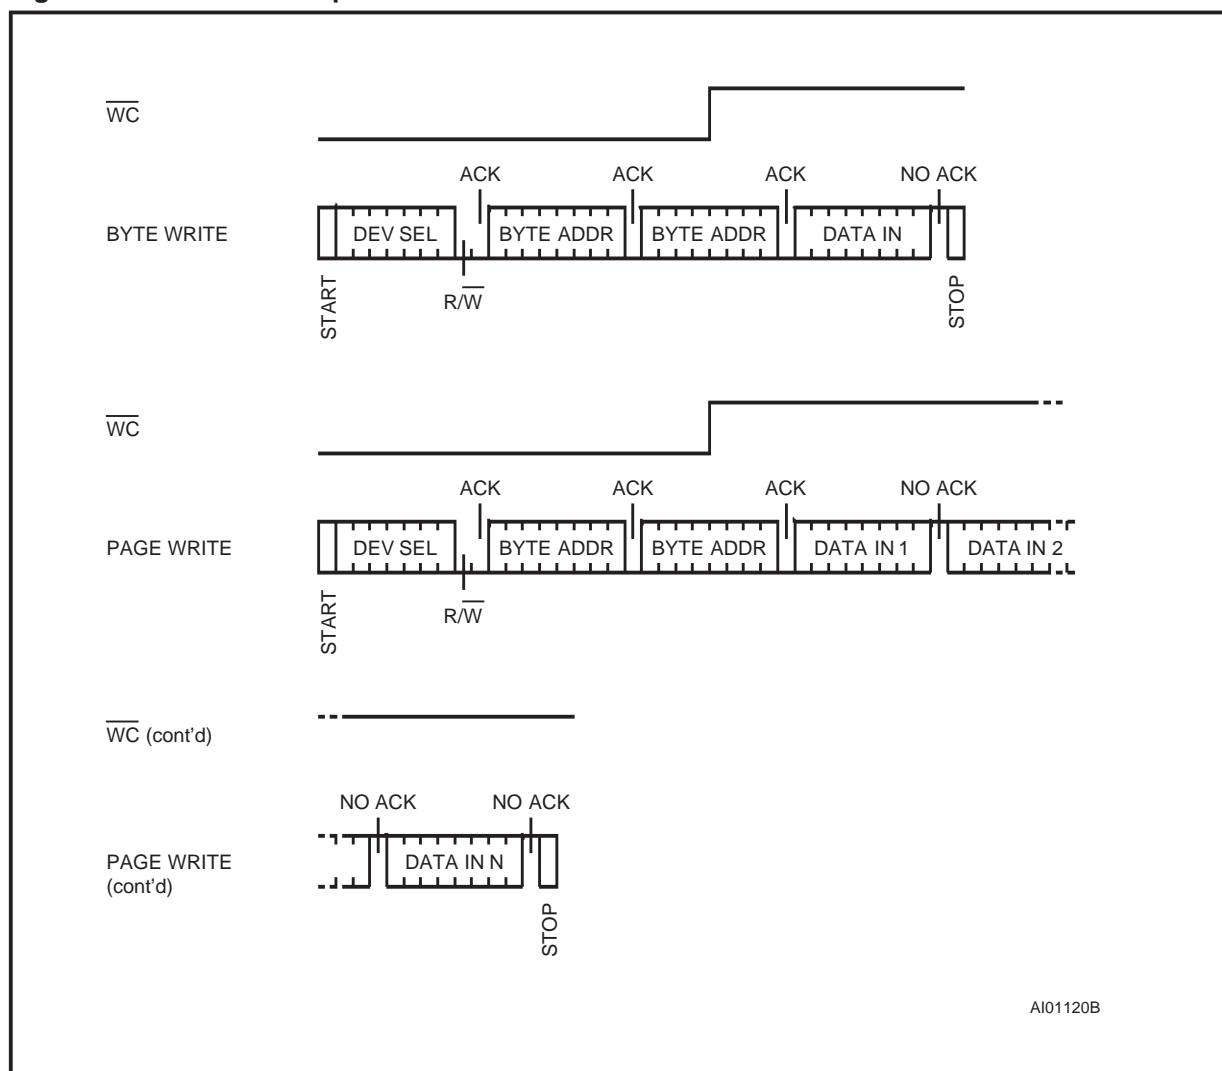 WC
ACK ACK ACK NO ACK
BYTE WRITE DEV SEL BYTE ADDR BYTE ADDR DATA IN
START R/W STOP
WC
ACK ACK ACK NO ACK
PAGE WRITE DEV SEL BYTE ADDR BYTE ADDR DATA IN 1 DATA IN 2
START R/W
WC (cont'd)
NO ACK NO ACK
PAGE WRITE DATA IN N
(cont'd)
STOP
AI01120B